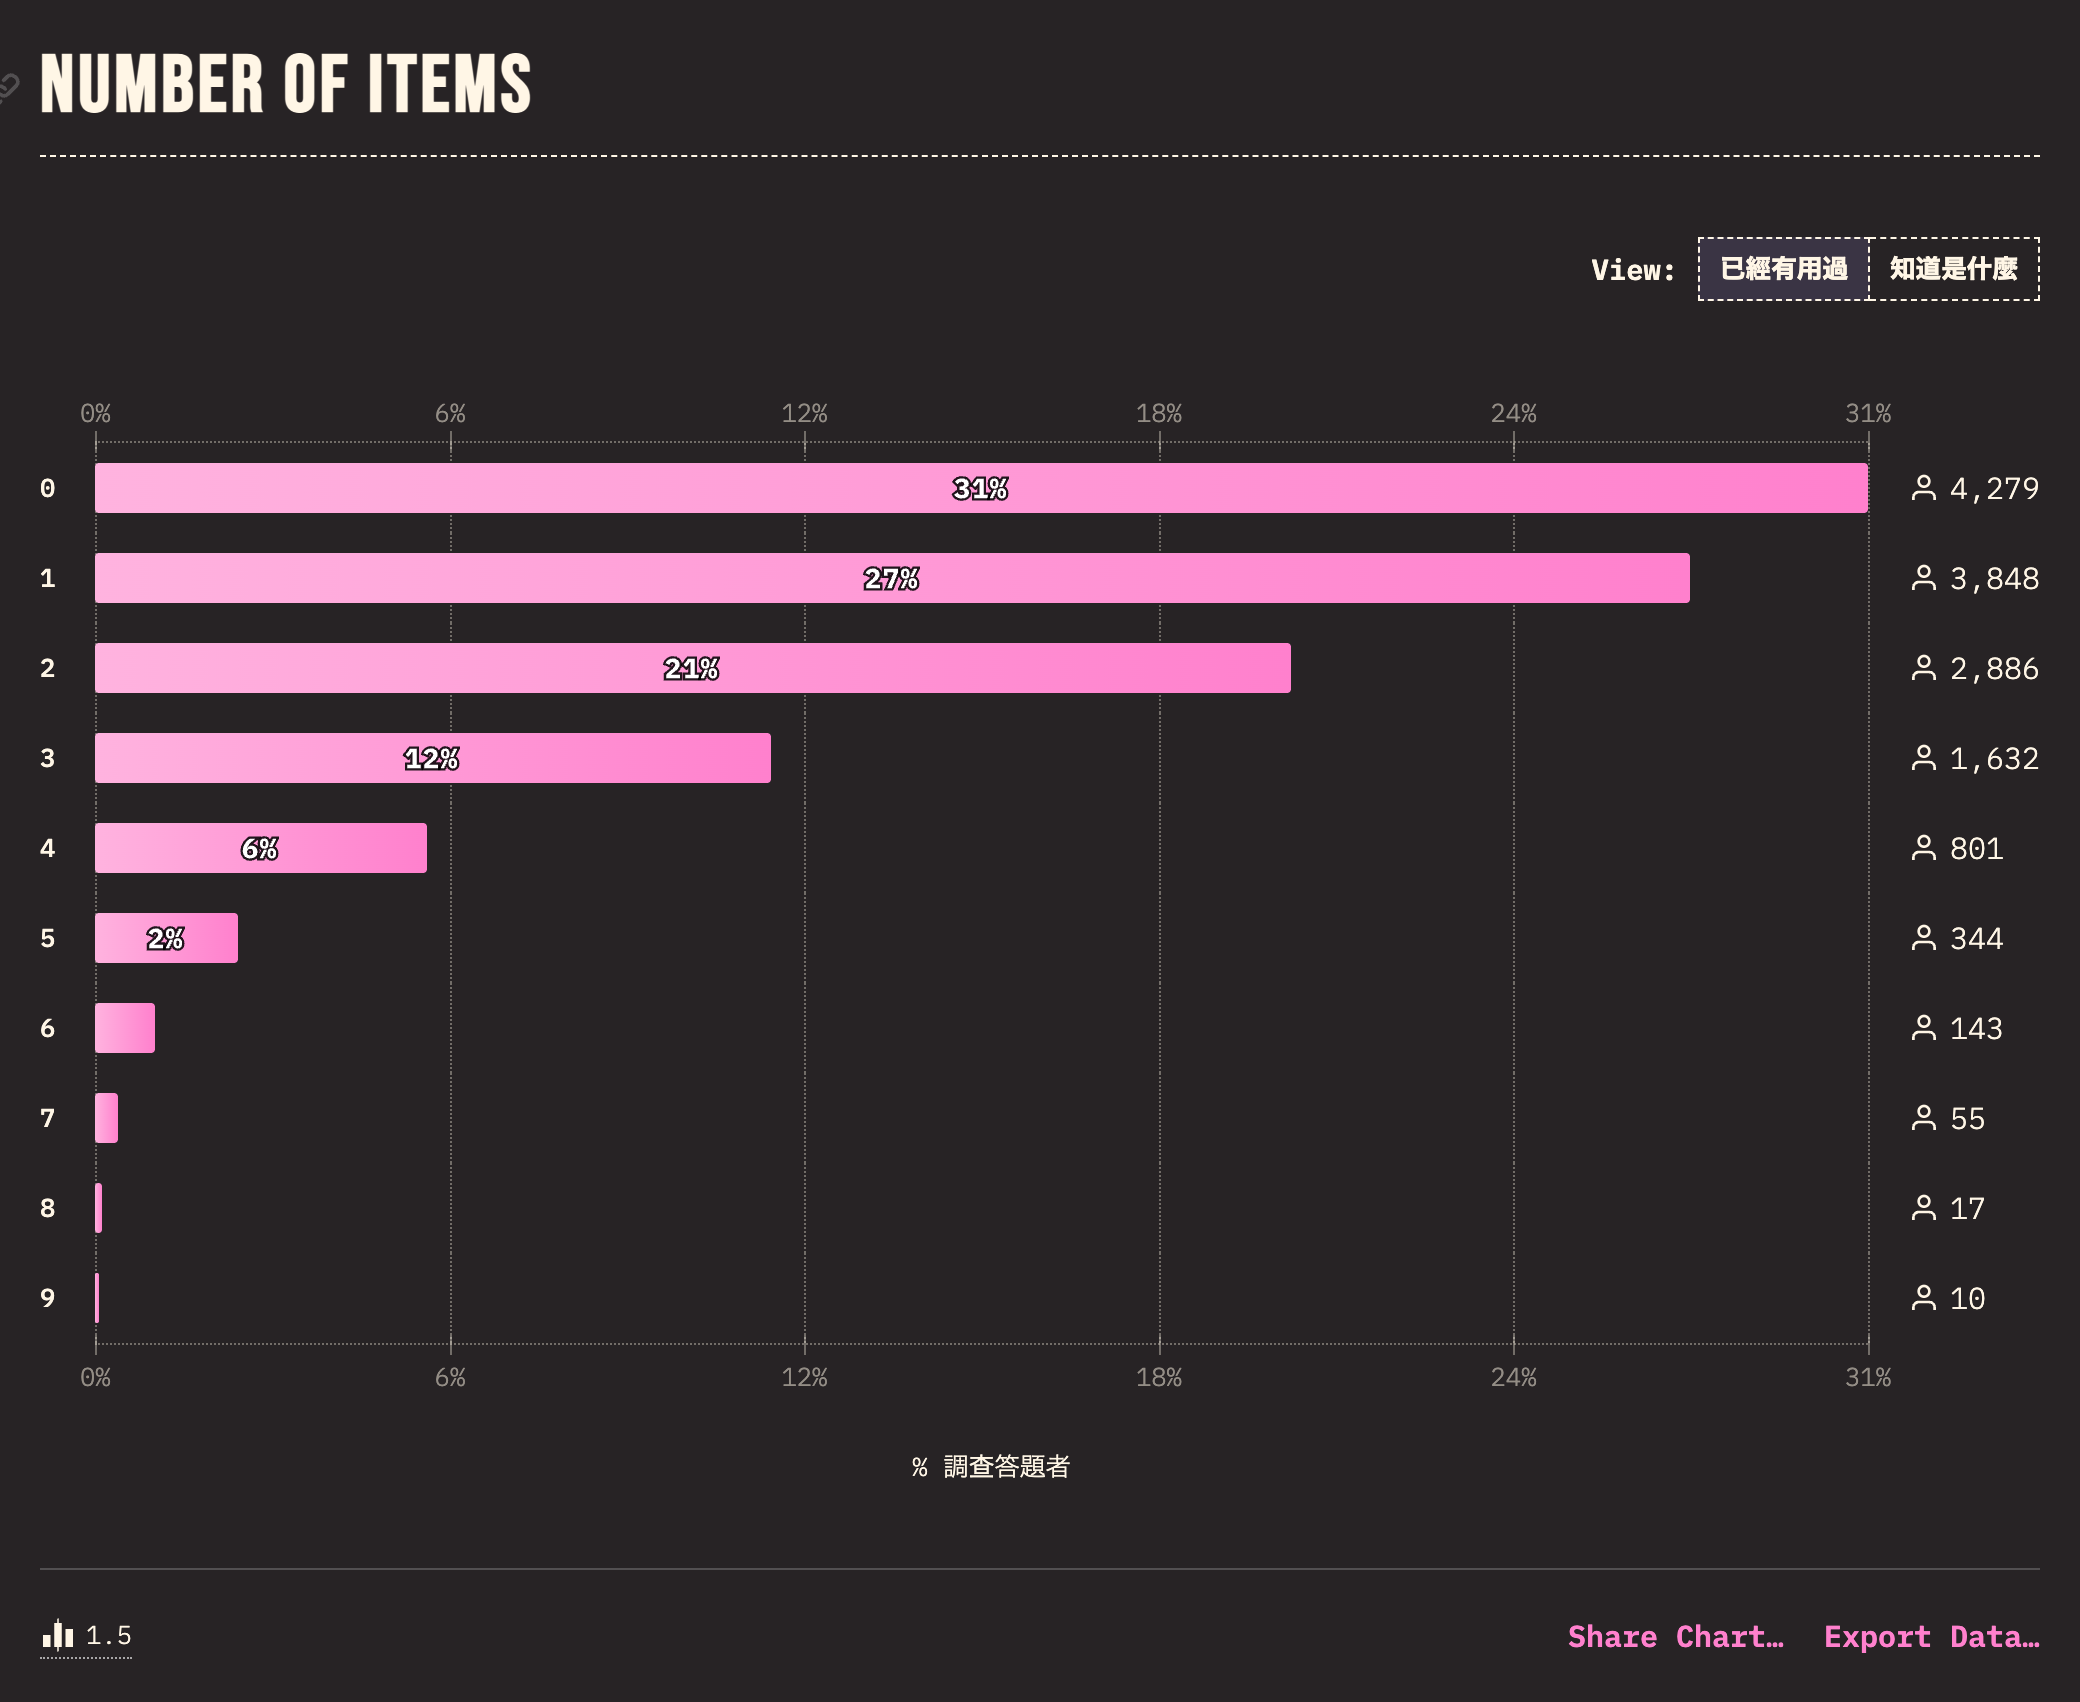 NUMBER OF ITEMS
View: 已經有用過 知道是什麼
0% 6% 12% 18% 24% 31%
0 31% 4,279
1 27% 3,848
2 21% 2,886
3 12% 1,632
4 6% 801
5 2% 344
6 143
7 55
8 17
9 10
0% 6% 12% 18% 24% 31%
% 調查答題者
1.5 Share Chart… Export Data…